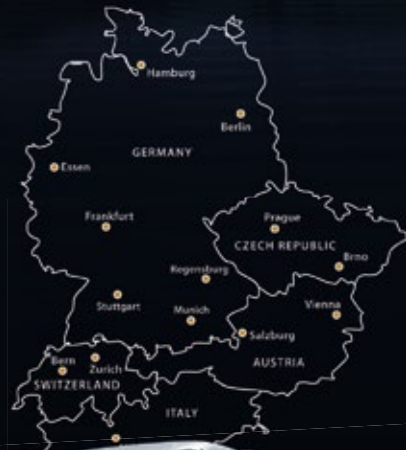 Hamburg
Berlin
GERMANY
Essen
Frankfurt
Prague
CZECH REPUBLIC
Brno
Regensburg
Stuttgart
Munich
Vienna
Salzburg
Bern
Zurich
AUSTRIA
SWITZERLAND
ITALY